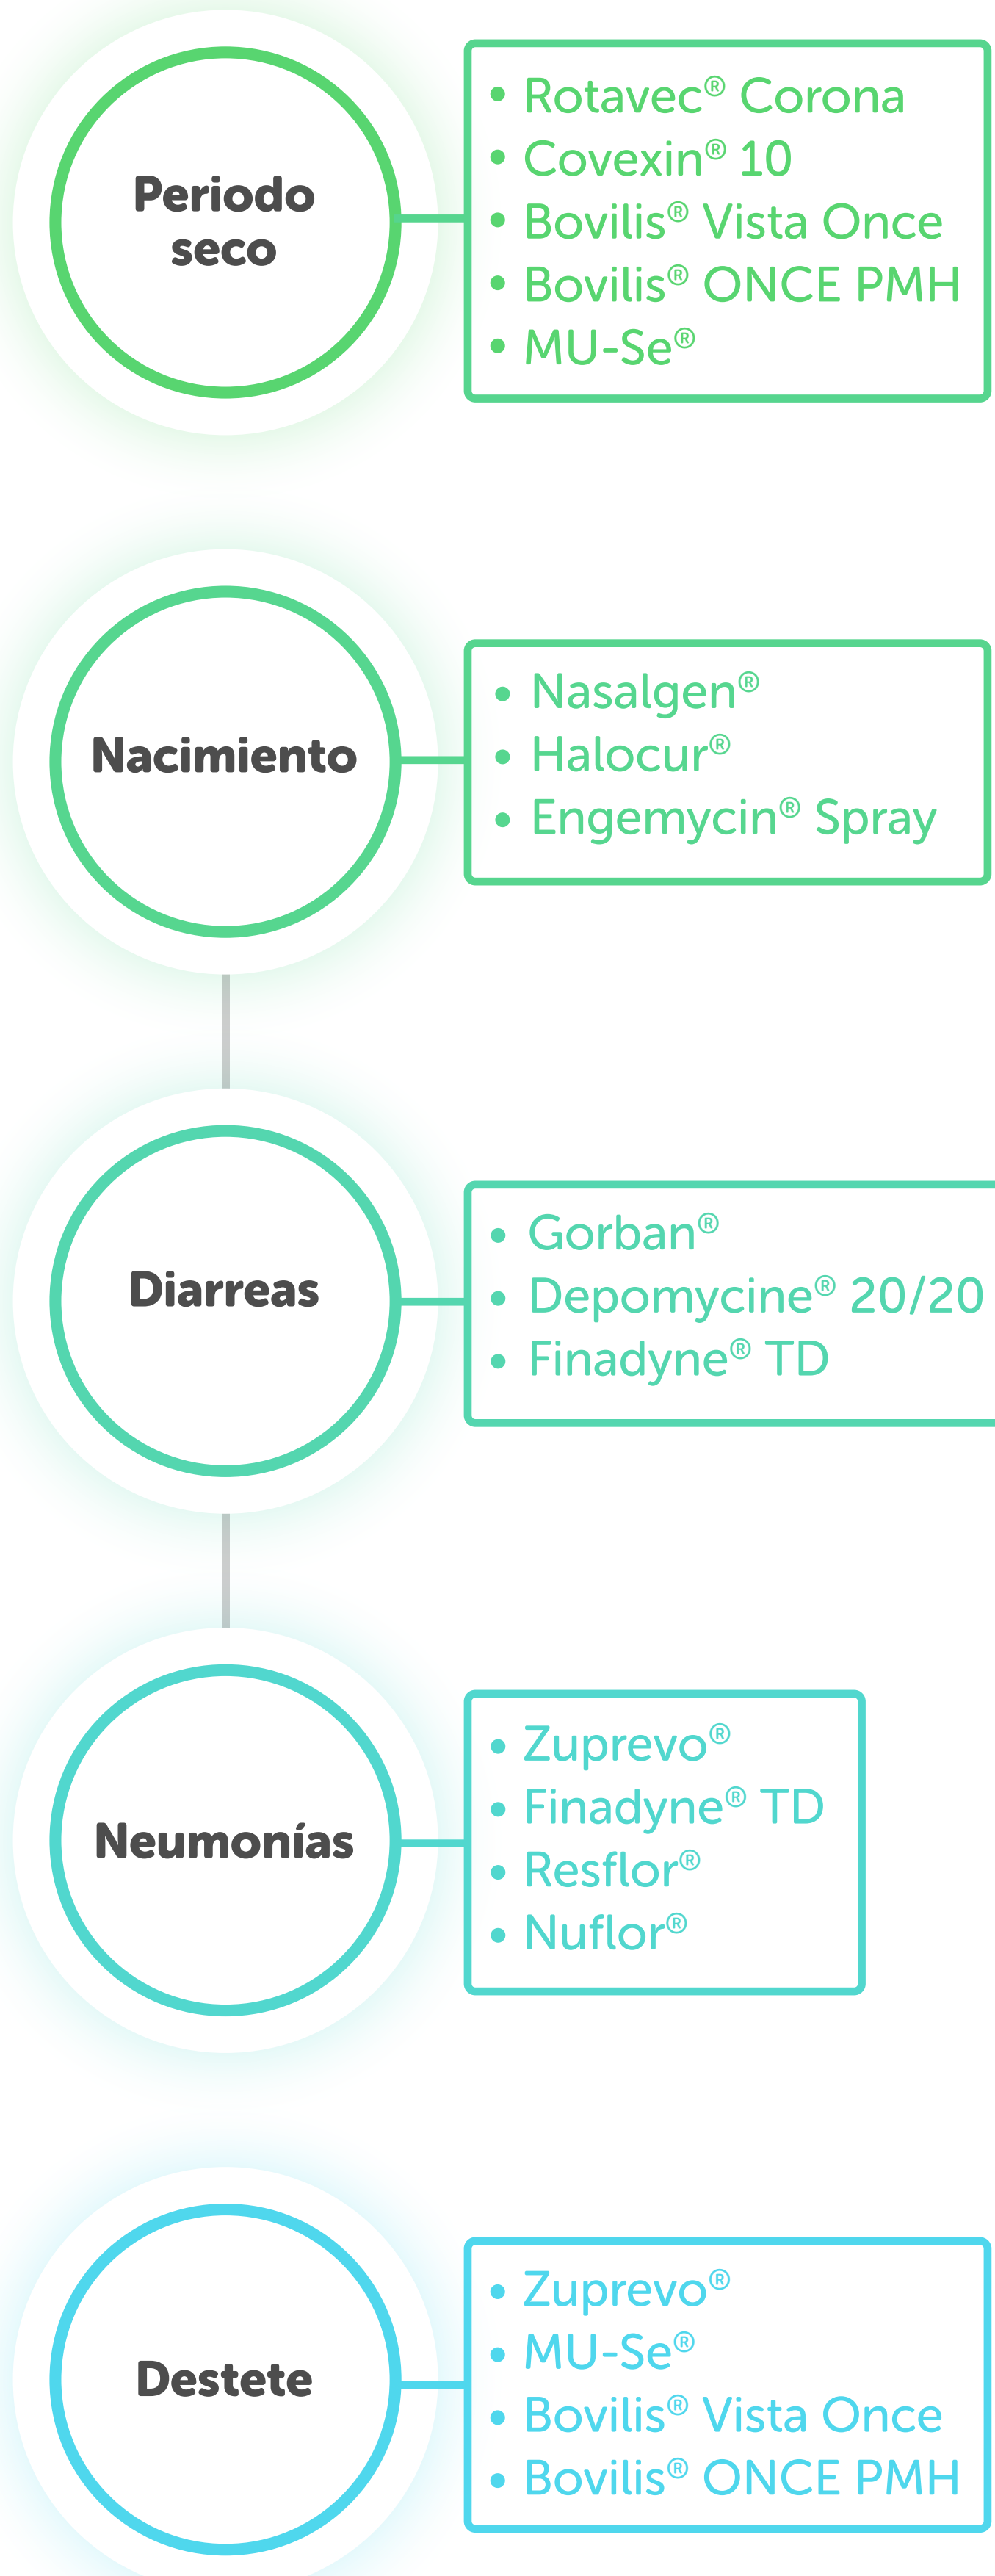 Periodo
seco
• Rotavec® Corona
• Covexin® 10
• Bovilis® Vista Once
• Bovilis® ONCE PMH
• MU-Se®
Nacimiento
• Nasalgen®
• Halocur®
• Engemycin® Spray
Diarreas
• Gorban®
• Depomycine® 20/20
• Finadyne® TD
Neumonías
• Zuprevo®
• Finadyne® TD
• Resflor®
• Nuflor®
Destete
• Zuprevo®
• MU-Se®
• Bovilis® Vista Once
• Bovilis® ONCE PMH